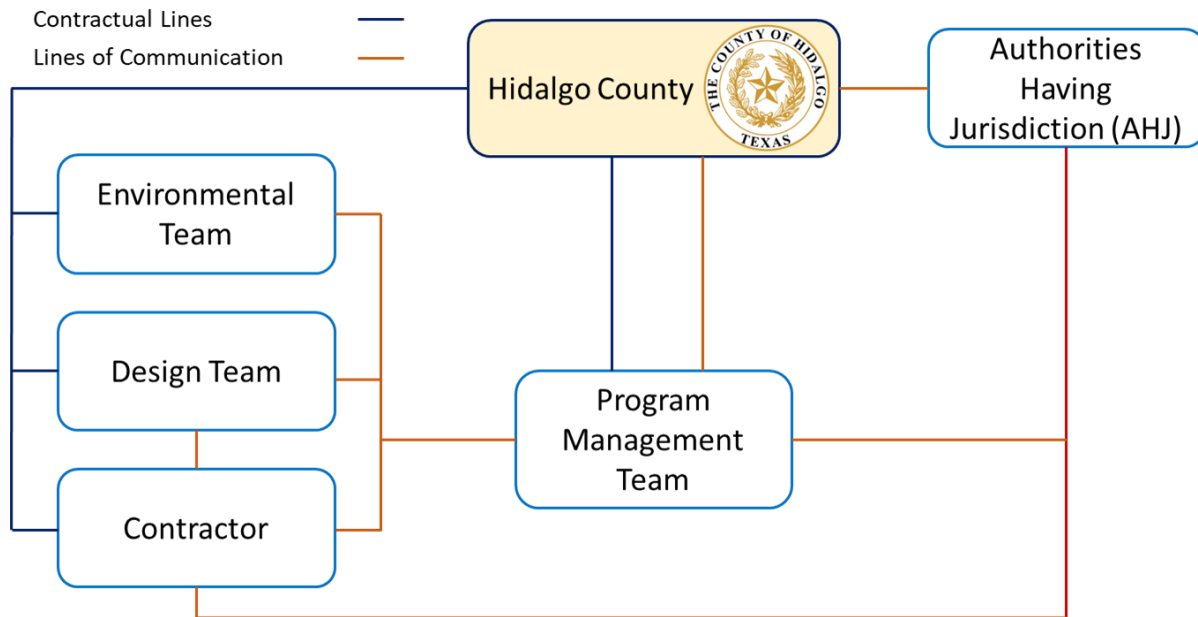 Contractual Lines
Lines of Communication
Hidalgo County
THE COUNTY OF HIDALGO
TEXAS
Authorities
Having
Jurisdiction (AHJ)
Environmental
Team
Design Team
Program
Management
Team
Contractor